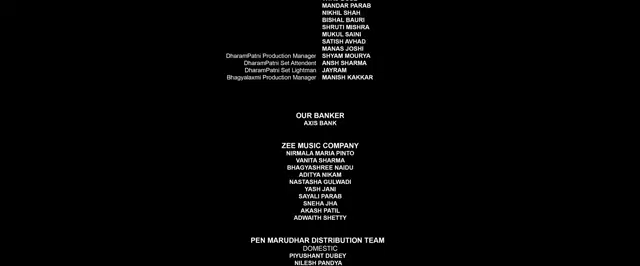 MANDAR PARAB
NIKHIL SHAH
BISHAL BAURI
SHRUTI MISHRA
MUKUL SAINI
SATISH AVHAD
MANAS JOSHI
DharamPatni Production Manager SHYAM MOURYA
DharamPatni Set Attendent ANSH SHARMA
DharamPatni Set Lightman JAYRAM
Bhagyalaxmi Production Manager MANISH KAKKAR
OUR BANKER
AXIS BANK
ZEE MUSIC COMPANY
NIRMALA MARIA PINTO
VANITA SHARMA
BHAGYASHREE NAIDU
ADITYA NIKAM
NASTASHA GULWADI
YASH JANI
SAYALI PARAB
SNEHA JHA
AKASH PATIL
ADWAITH SHETTY
PEN MARUDHAR DISTRIBUTION TEAM
DOMESTIC
PIYUSHANT DUBEY
NILESH PANDYA